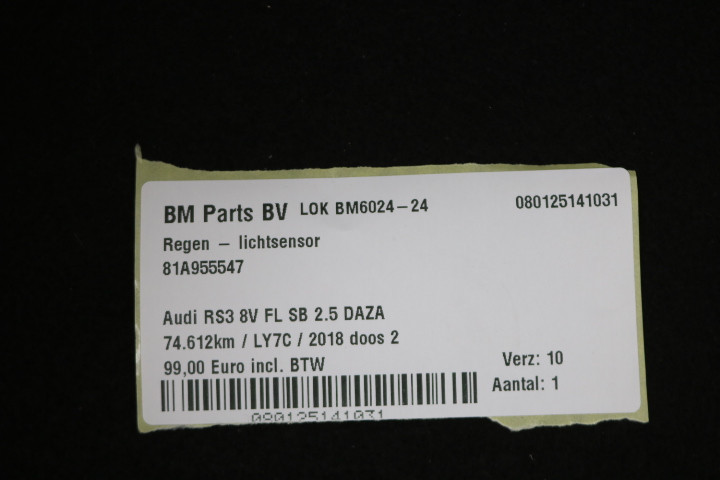 BM Parts BV LOK BM6024-24 080125141031
Regen - lichtsensor
81A955547
Audi RS3 8V FL SB 2.5 DAZA
74.612km / LY7C / 2018 doos 2
99,00 Euro incl. BTW
Verz: 10
Aantal: 1
080125141031